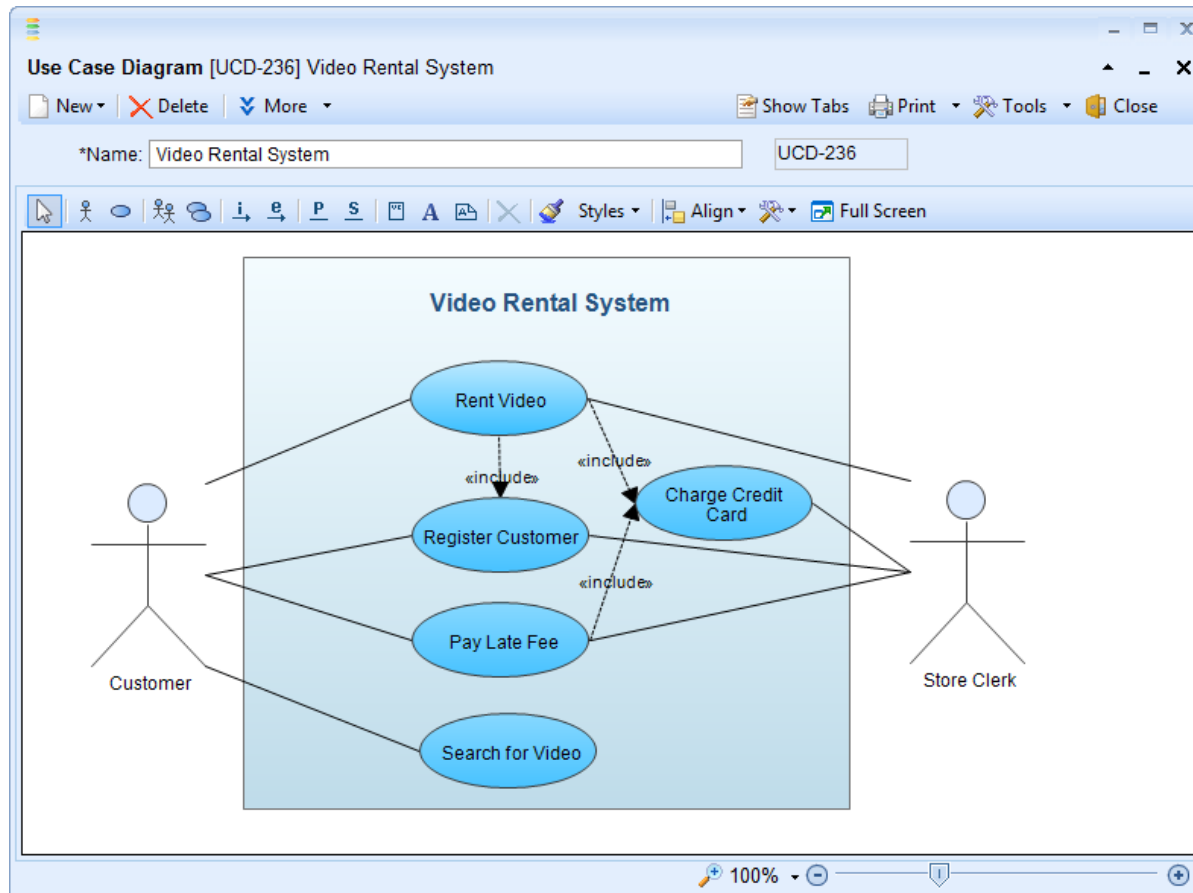 Use Case Diagram [UCD-236] Video Rental System
New Delete More Show Tabs Print Tools Close
*Name: Video Rental System UCD-236
i e P S A Styles Align Full Screen
Video Rental System
Rent Video
«include»
«include»
Charge Credit
Card
Register Customer
«include»
Pay Late Fee
Customer
Store Clerk
Search for Video
100%